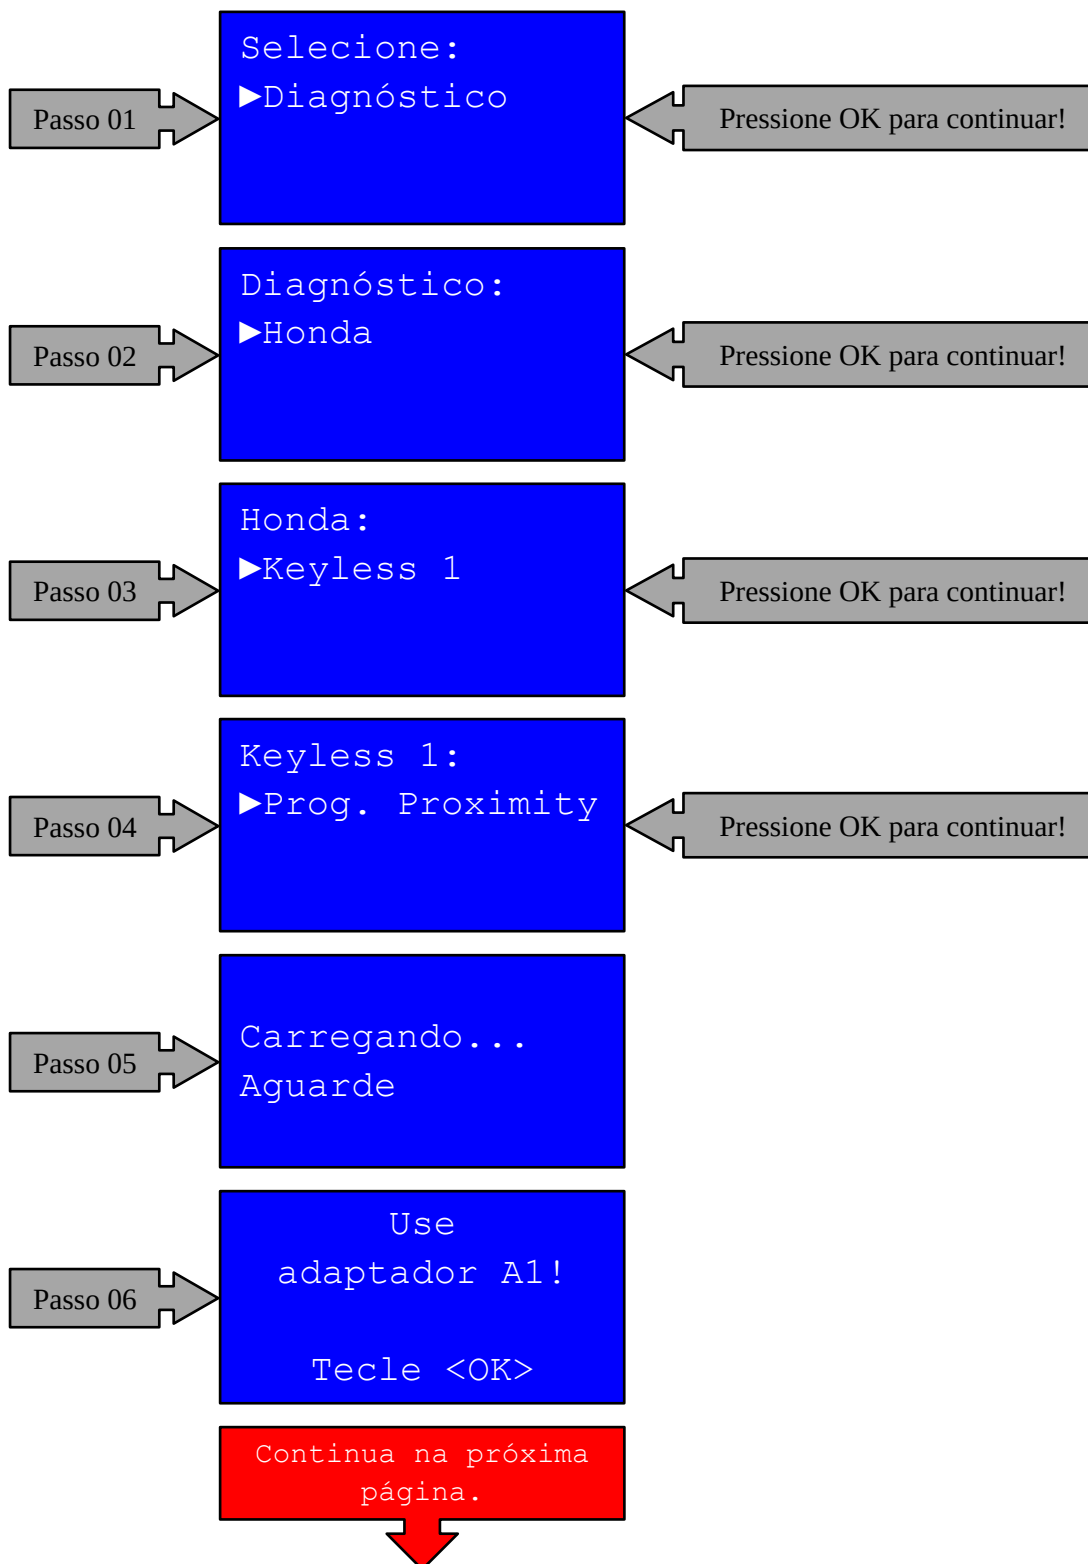 Selecione:
►Diagnóstico
Passo 01
Pressione OK para continuar!
Diagnóstico:
►Honda
Passo 02
Pressione OK para continuar!
Honda:
►Keyless 1
Passo 03
Pressione OK para continuar!
Keyless 1:
►Prog. Proximity
Passo 04
Pressione OK para continuar!
Carregando...
Aguarde
Passo 05
Use
adaptador A1!
Tecle <OK>
Passo 06
Continua na próxima
página.